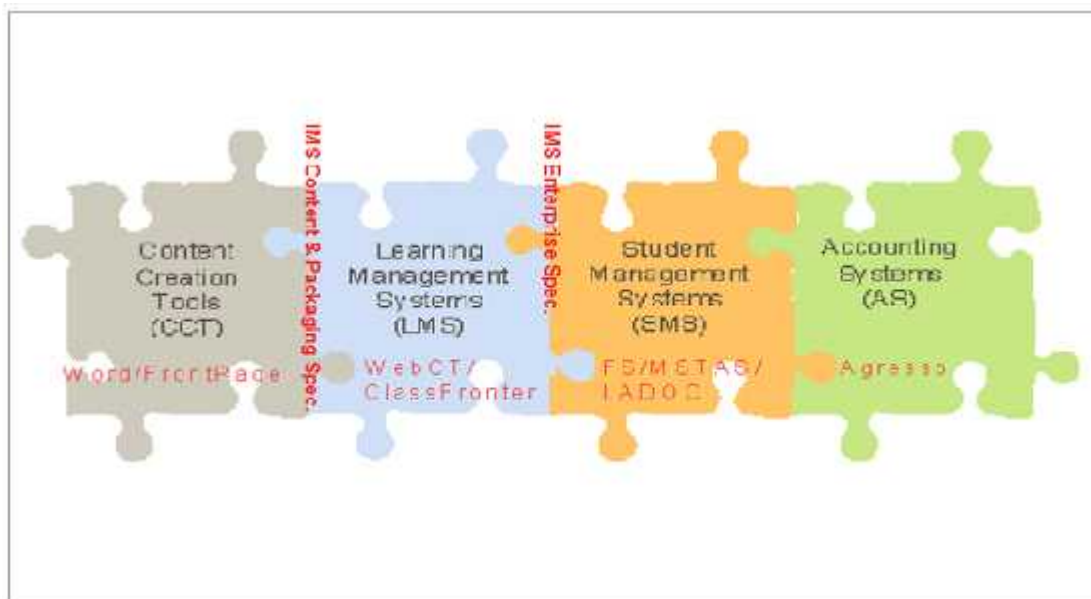 Content
Creation
Tools
(CCT)
Word/FrontPage
IMS Content & Packaging Spec.
Learning
Management
Systems
(LMS)
WebCT/
ClassFronter
IMS Enterprise Spec.
Student
Management
Systems
(SMS)
FS/MSTAS/
LADOC
Accounting
Systems
(AS)
Agresso